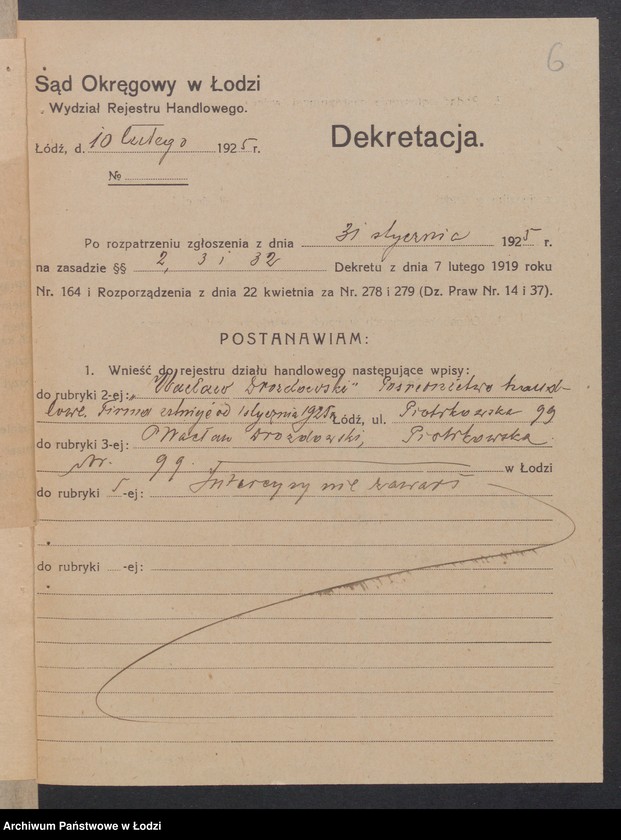 6
Sąd Okręgowy w Łodzi
Wydział Rejestru Handlowego.
Łódź, d. 10 lutego 1925 r.
№
Dekretacja.
Po rozpatrzeniu zgłoszenia z dnia 31 stycznia 1925 r.
na zasadzie §§ 2, 3 i 32 Dekretu z dnia 7 lutego 1919 roku
Nr. 164 i Rozporządzenia z dnia 22 kwietnia za Nr. 278 i 279 (Dz. Praw Nr. 14 i 37).
POSTANAWIAM:
1. Wnieść do rejestru działu handlowego następujące wpisy:
do rubryki 2-ej: „Wacław Drozdowski" Pośrednictwo hand-
lowe. Firma istnieje od 1 stycznia 1925 r. Łódź, ul. Piotrkowska 99
do rubryki 3-ej: Wacław Drozdowski, Piotrkowska
Nr. 99. w Łodzi
do rubryki 5-ej: Intercyzy nie zawarł
do rubryki -ej:
Archiwum Państwowe w Łodzi